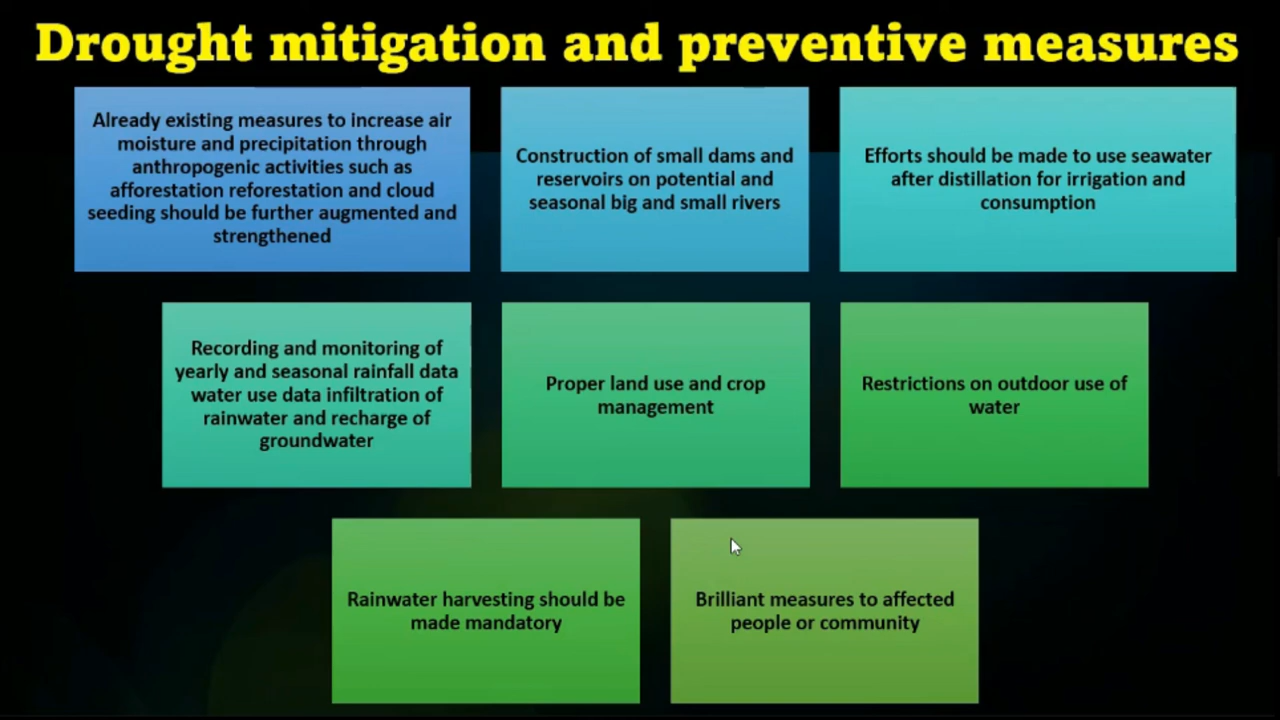 Drought mitigation and preventive measures
Already existing measures to increase air
moisture and precipitation through
anthropogenic activities such as
afforestation reforestation and cloud
seeding should be further augmented and
strengthened
Construction of small dams and
reservoirs on potential and
seasonal big and small rivers
Efforts should be made to use seawater
after distillation for irrigation and
consumption
Recording and monitoring of
yearly and seasonal rainfall data
water use data infiltration of
rainwater and recharge of
groundwater
Proper land use and crop
management
Restrictions on outdoor use of
water
Rainwater harvesting should be
made mandatory
Brilliant measures to affected
people or community